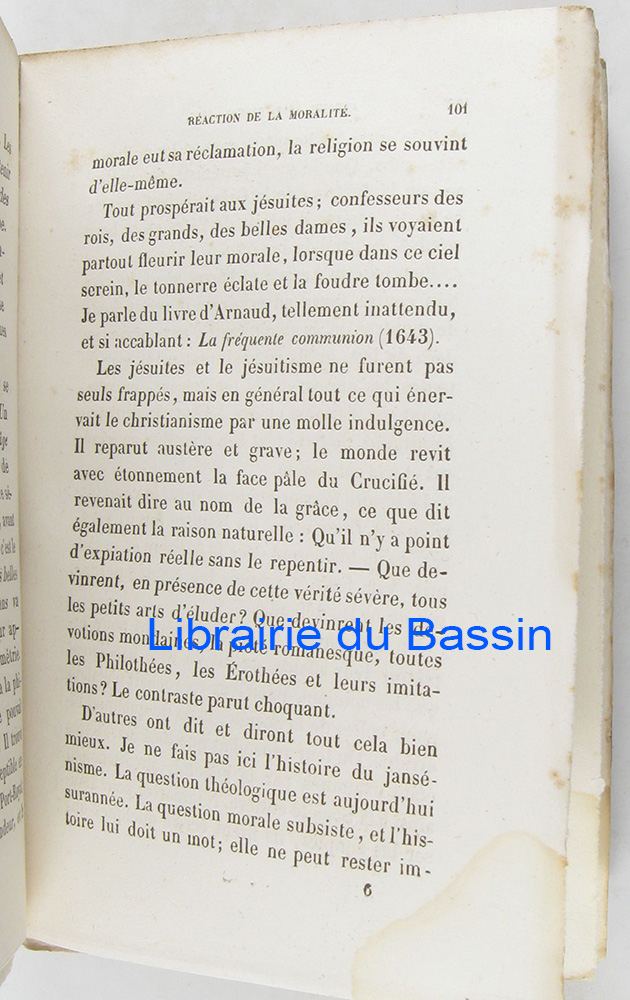 RÉACTION DE LA MORALITÉ. 101
morale eut sa réclamation, la religion se souvint
d'elle-même.
Tout prospérait aux jésuites; confesseurs des
rois, des grands, des belles dames, ils voyaient
partout fleurir leur morale, lorsque dans ce ciel
serein, le tonnerre éclate et la foudre tombe....
Je parle du livre d'Arnaud, tellement inattendu,
et si accablant : La fréquente communion (1643).
Les jésuites et le jésuitisme ne furent pas
seuls frappés, mais en général tout ce qui éner-
vait le christianisme par une molle indulgence.
Il reparut austère et grave; le monde revit
avec étonnement la face pâle du Crucifié. Il
revenait dire au nom de la grâce, ce que dit
également la raison naturelle : Qu'il n'y a point
d'expiation réelle sans le repentir. — Que de-
vinrent, en présence de cette vérité sévère, tous
les petits arts d'éluder? Que devinrent les dé-
votions mondaines, la piété romanesque, toutes
Librairie du Bassin
les Philothées, les Érothées et leurs imita-
tions? Le contraste parut choquant.
D'autres ont dit et diront tout cela bien
mieux. Je ne fais pas ici l'histoire du jansé-
nisme. La question théologique est aujourd'hui
surannée. La question morale subsiste, et l'his-
toire lui doit un mot; elle ne peut rester im-
6